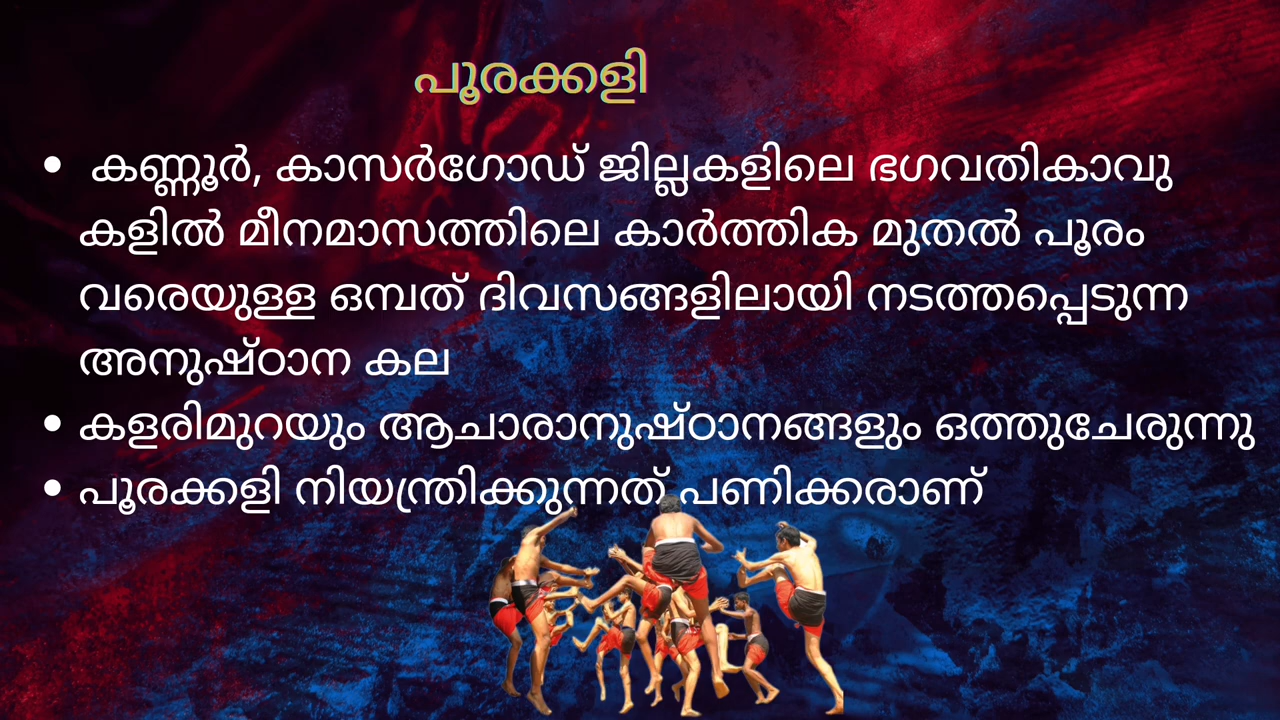 പൂരക്കളി
• കണ്ണൂർ, കാസർഗോഡ് ജില്ലകളിലെ ഭഗവതികാവു
കളിൽ മീനമാസത്തിലെ കാർത്തിക മുതൽ പൂരം
വരെയുള്ള ഒമ്പത് ദിവസങ്ങളിലായി നടത്തപ്പെടുന്ന
അനുഷ്ഠാന കല
• കളരിമുറയും ആചാരാനുഷ്ഠാനങ്ങളും ഒത്തുചേരുന്നു
• പൂരക്കളി നിയന്ത്രിക്കുന്നത് പണിക്കരാണ്